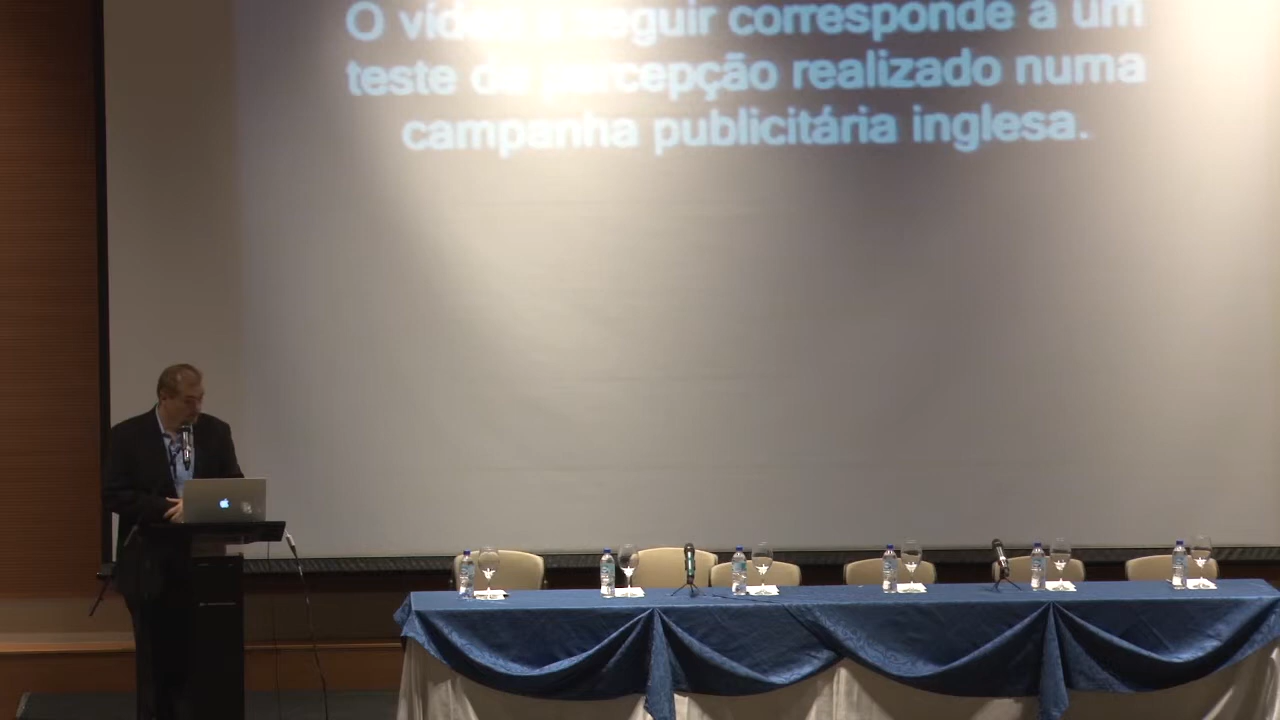 O vídeo a seguir corresponde a um
teste de percepção realizado numa
campanha publicitária inglesa.